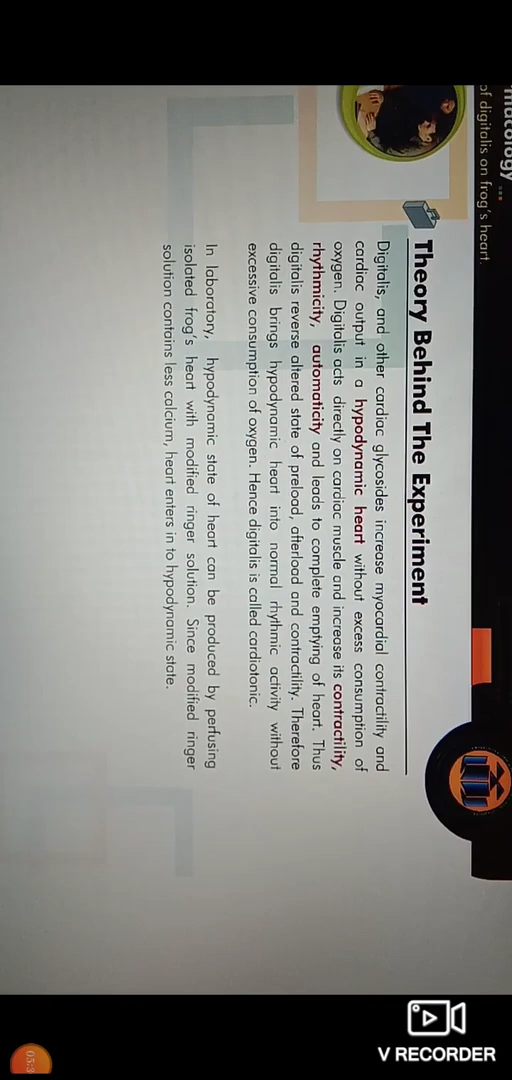 of digitalis on frog's heart.
Theory Behind The Experiment
Digitalis, and other cardiac glycosides increase myocardial contractility and
cardiac output in a hypodynamic heart without excess consumption of
oxygen. Digitalis acts directly on cardiac muscle and increase its contractility,
rhythmicity, automaticity and leads to complete emptying of heart. Thus
digitalis reverse altered state of preload, afterload and contractility. Therefore
digitalis brings hypodynamic heart into normal rhythmic activity without
excessive consumption of oxygen. Hence digitalis is called cardiotonic.
In laboratory, hypodynamic state of heart can be produced by perfusing
isolated frog's heart with modified ringer solution. Since modified ringer
solution contains less calcium, heart enters in to hypodynamic state.
V RECORDER